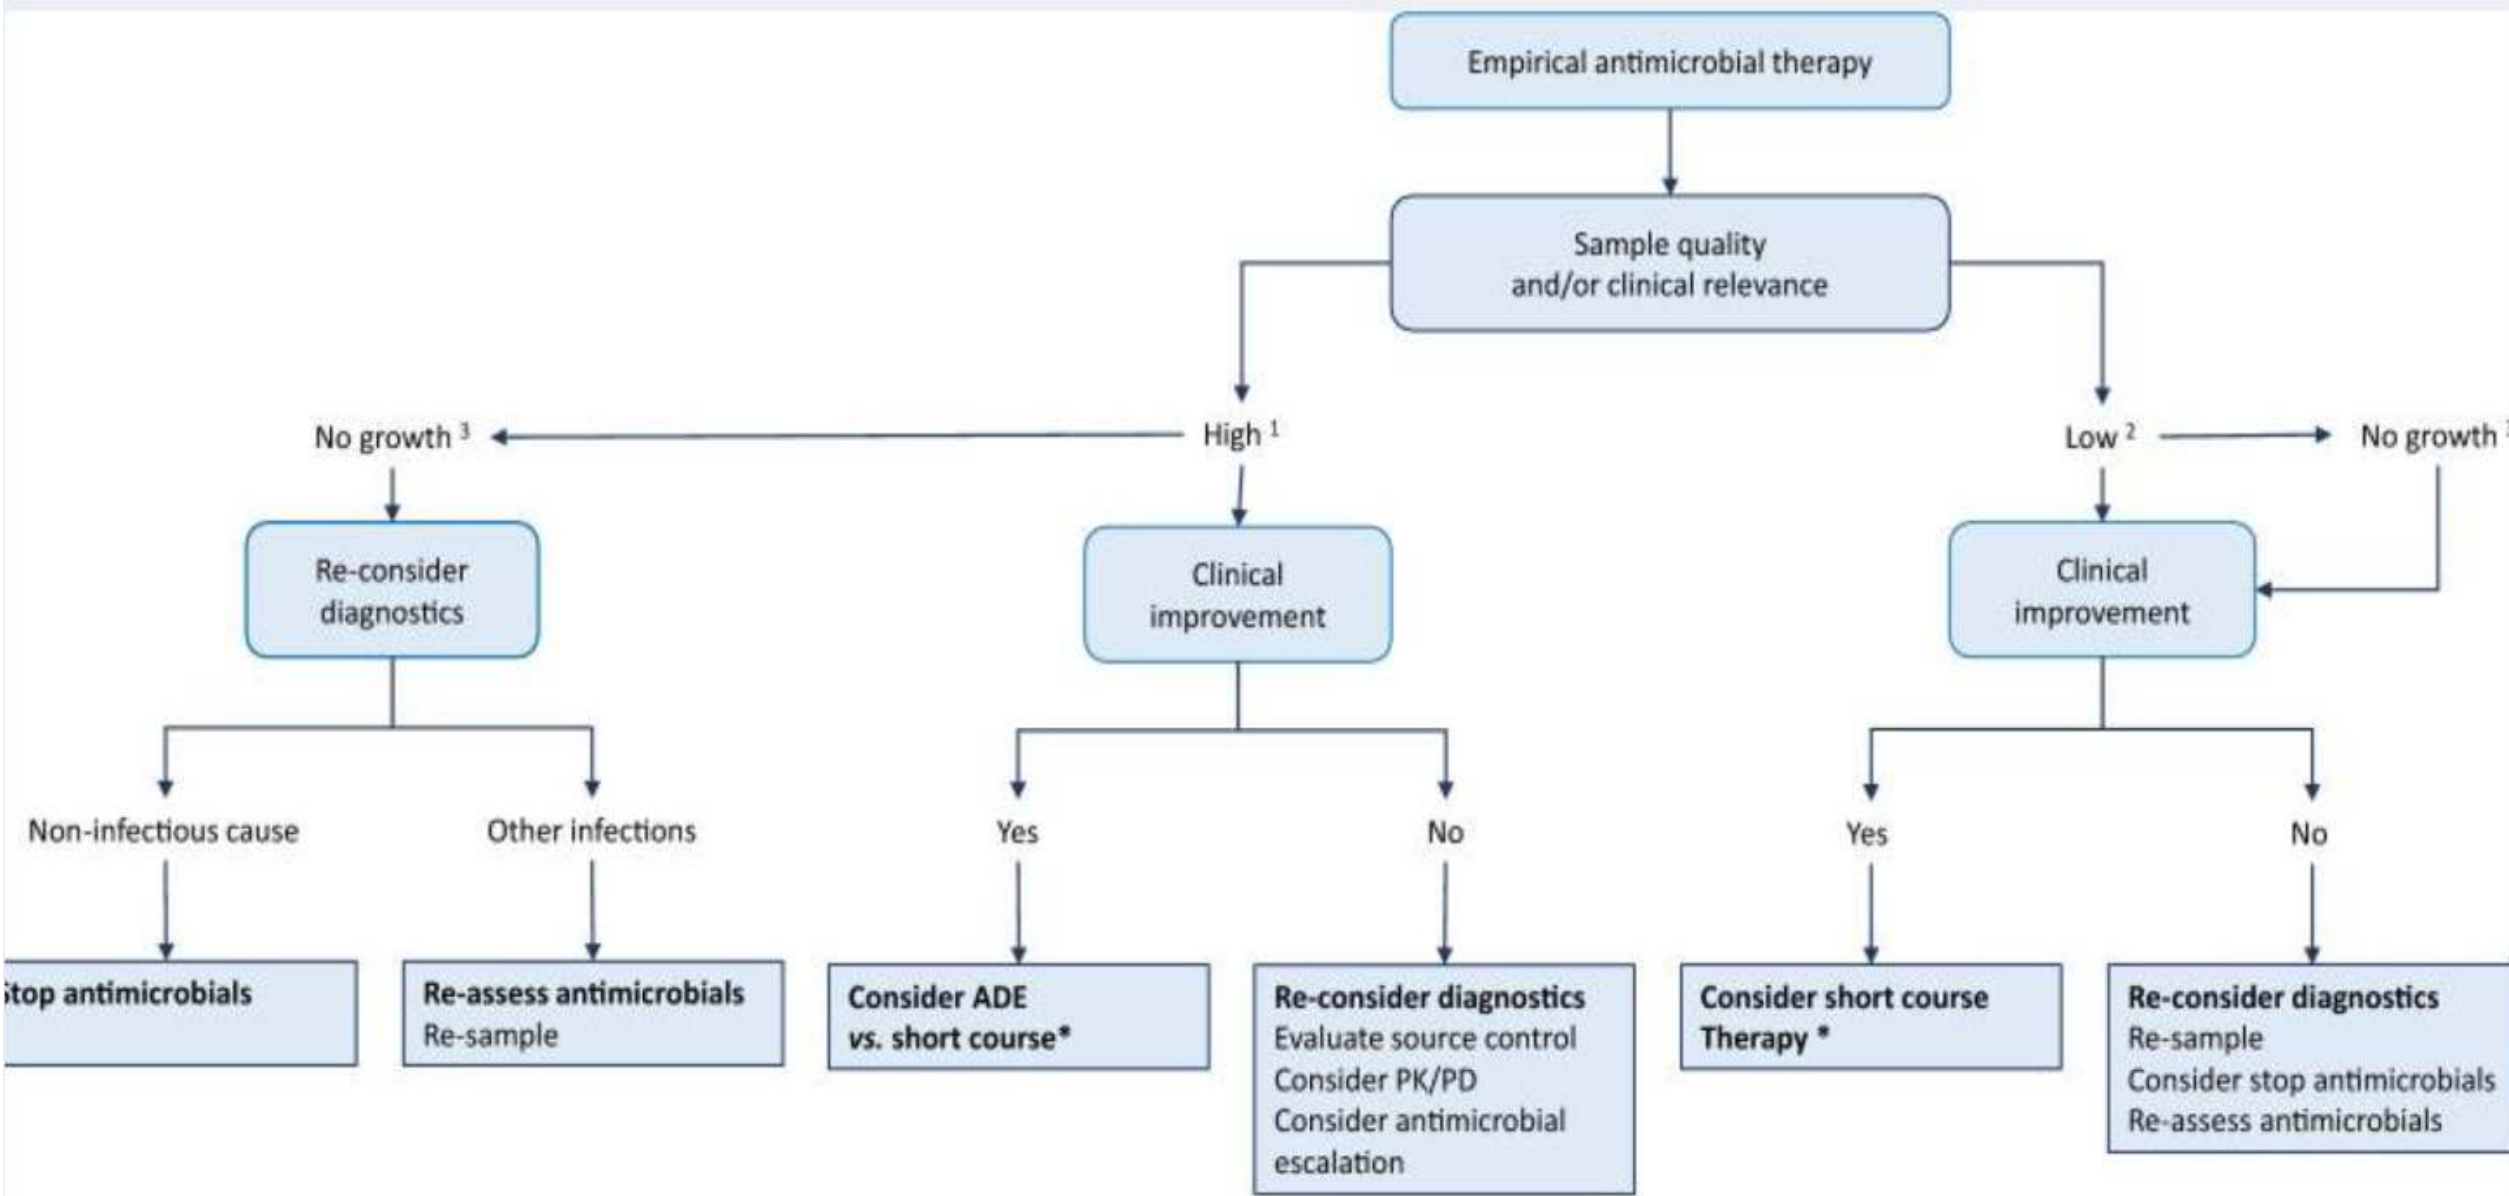 Empirical antimicrobial therapy
Sample quality
and/or clinical relevance
No growth ³
High ¹
Low ²
No growth
Re-consider
diagnostics
Clinical
improvement
Clinical
improvement
Non-infectious cause
Other infections
Yes
No
Yes
No
Stop antimicrobials
Re-assess antimicrobials
Re-sample
Consider ADE
vs. short course*
Re-consider diagnostics
Evaluate source control
Consider PK/PD
Consider antimicrobial
escalation
Consider short course
Therapy *
Re-consider diagnostics
Re-sample
Consider stop antimicrobials
Re-assess antimicrobials